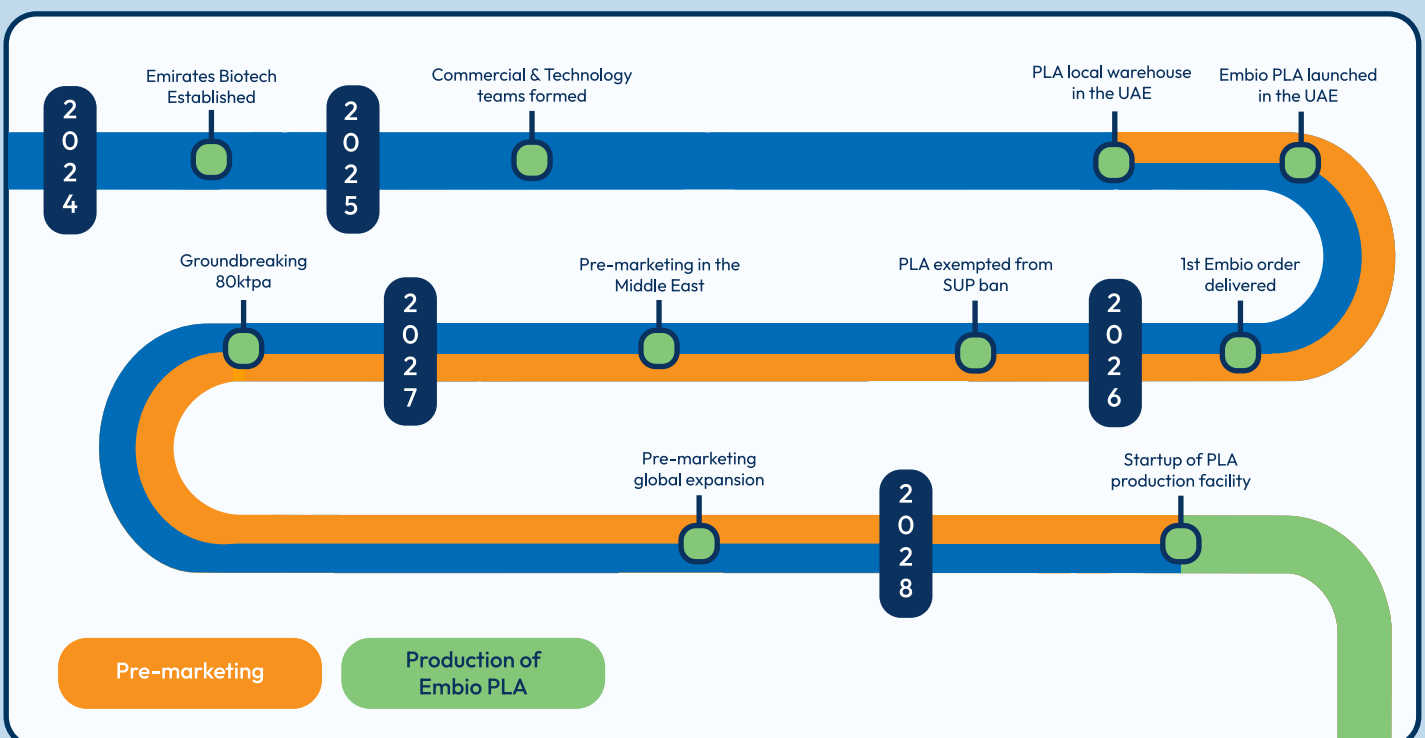 2024
Emirates Biotech
Established
2025
Commercial & Technology
teams formed
PLA local warehouse
in the UAE
Embio PLA launched
in the UAE
1st Embio order
delivered
2026
PLA exempted from
SUP ban
Pre-marketing in the
Middle East
2027
Groundbreaking
80ktpa
Pre-marketing
global expansion
2028
Startup of PLA
production facility
Pre-marketing
Production of
Embio PLA